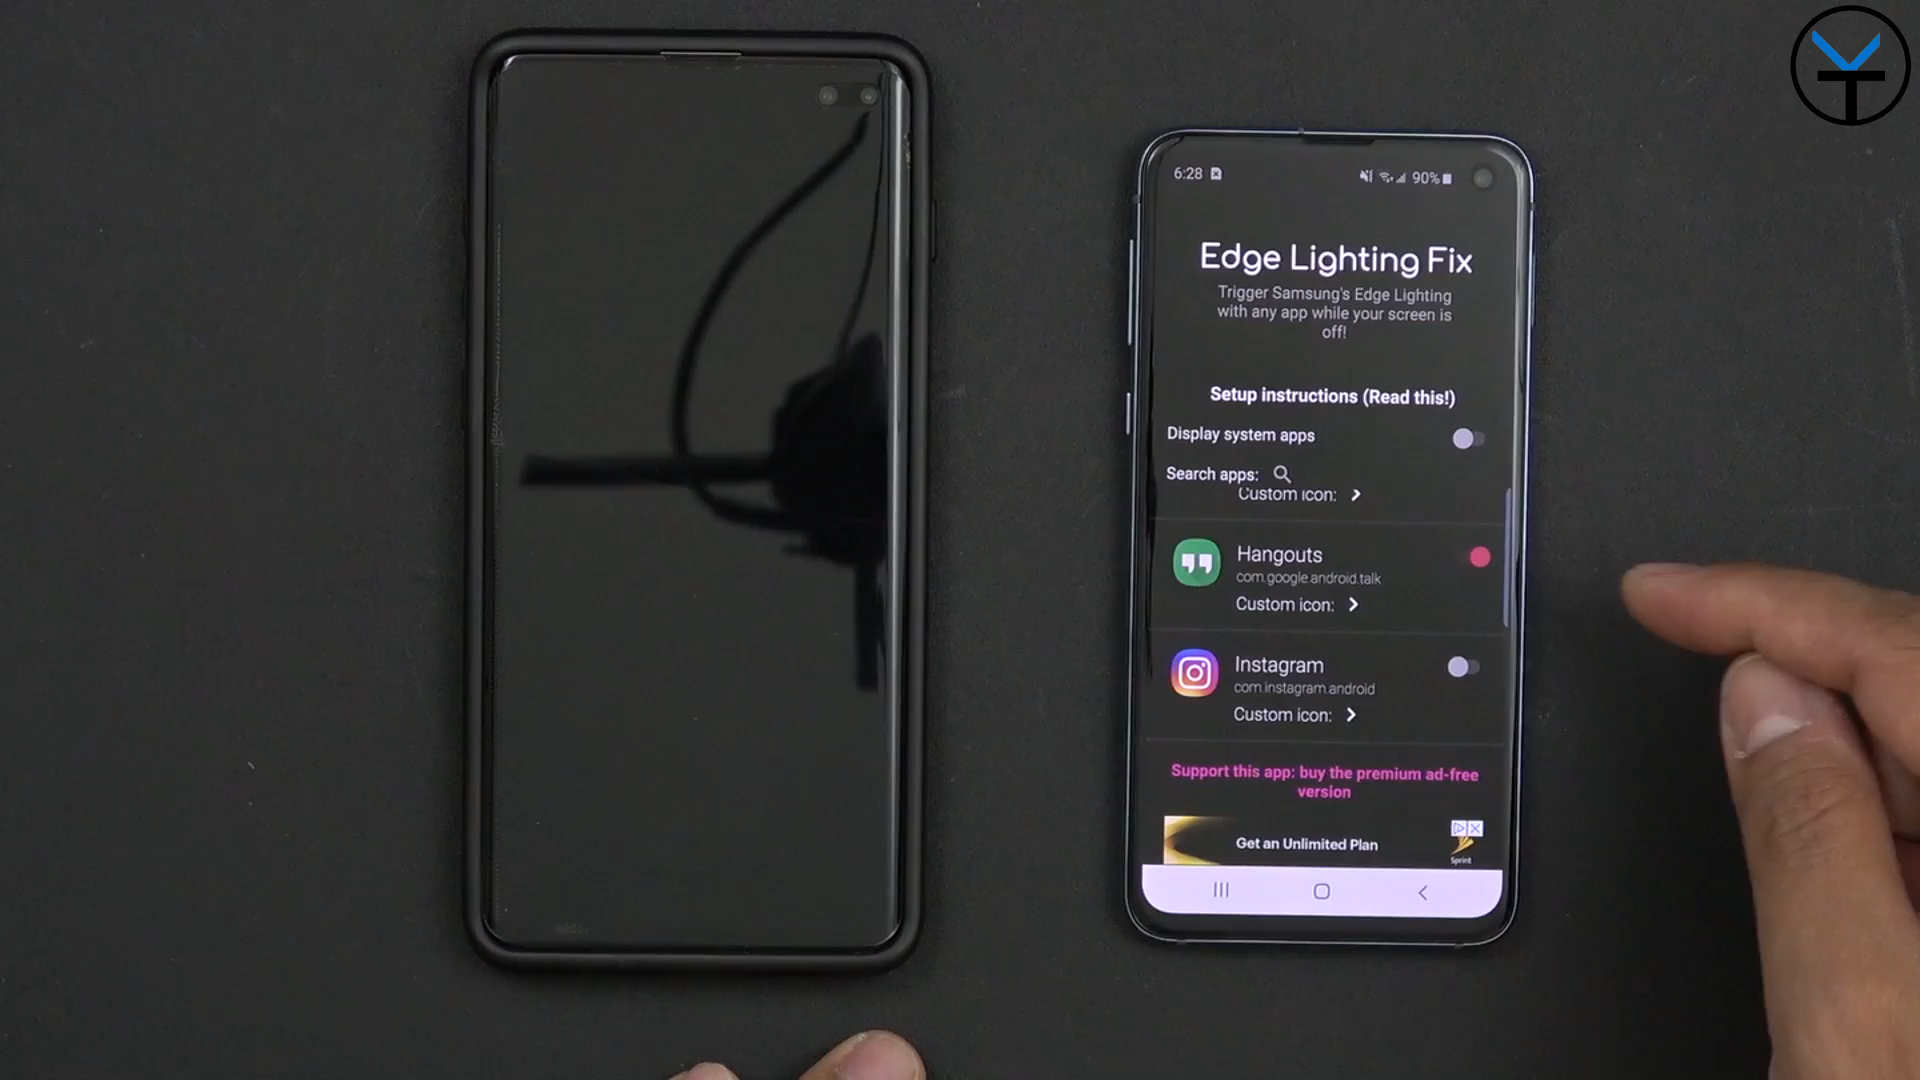 6:28
90%
Edge Lighting Fix
Trigger Samsung's Edge Lighting
with any app while your screen is
off!
Setup instructions (Read this!)
Display system apps
Search apps:
Custom icon:
Hangouts
com.google.android.talk
Custom icon:
Instagram
com.instagram.android
Custom icon:
Support this app: buy the premium ad-free
version
Get an Unlimited Plan
Sprint